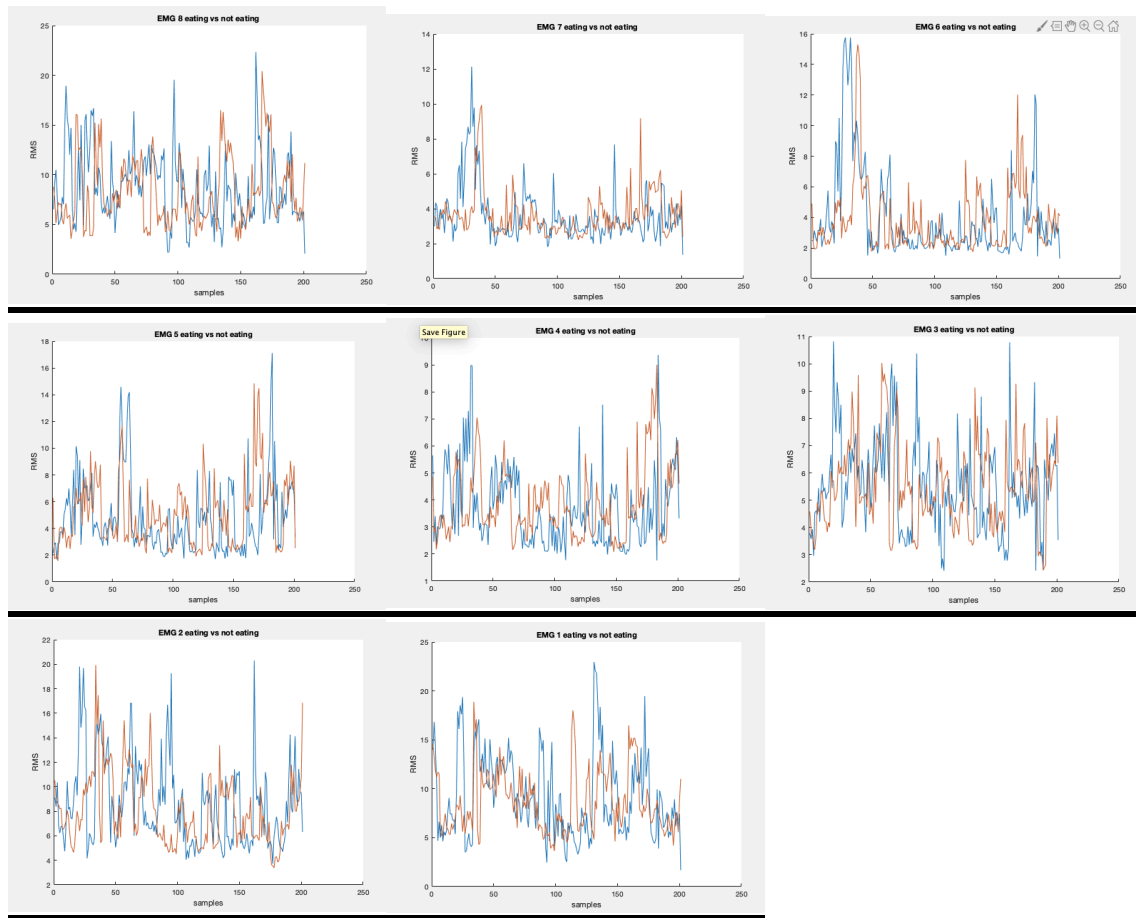 EMG 8 eating vs not eating
25
20
15
10
5
0
RMS
0 50 100 150 200 250
samples
EMG 7 eating vs not eating
14
12
10
8
6
4
2
0
RMS
0 50 100 150 200 250
samples
EMG 6 eating vs not eating
16
14
12
10
8
6
4
2
0
RMS
0 50 100 150 200 250
samples
EMG 5 eating vs not eating
18
16
14
12
10
8
6
4
2
0
RMS
0 50 100 150 200 250
samples
Save Figure
EMG 4 eating vs not eating
10
9
8
7
6
5
4
3
2
1
RMS
0 50 100 150 200 250
samples
EMG 3 eating vs not eating
11
10
9
8
7
6
5
4
3
2
RMS
0 50 100 150 200 250
samples
EMG 2 eating vs not eating
22
20
18
16
14
12
10
8
6
4
2
RMS
0 50 100 150 200 250
samples
EMG 1 eating vs not eating
25
20
15
10
5
0
RMS
0 50 100 150 200 250
samples